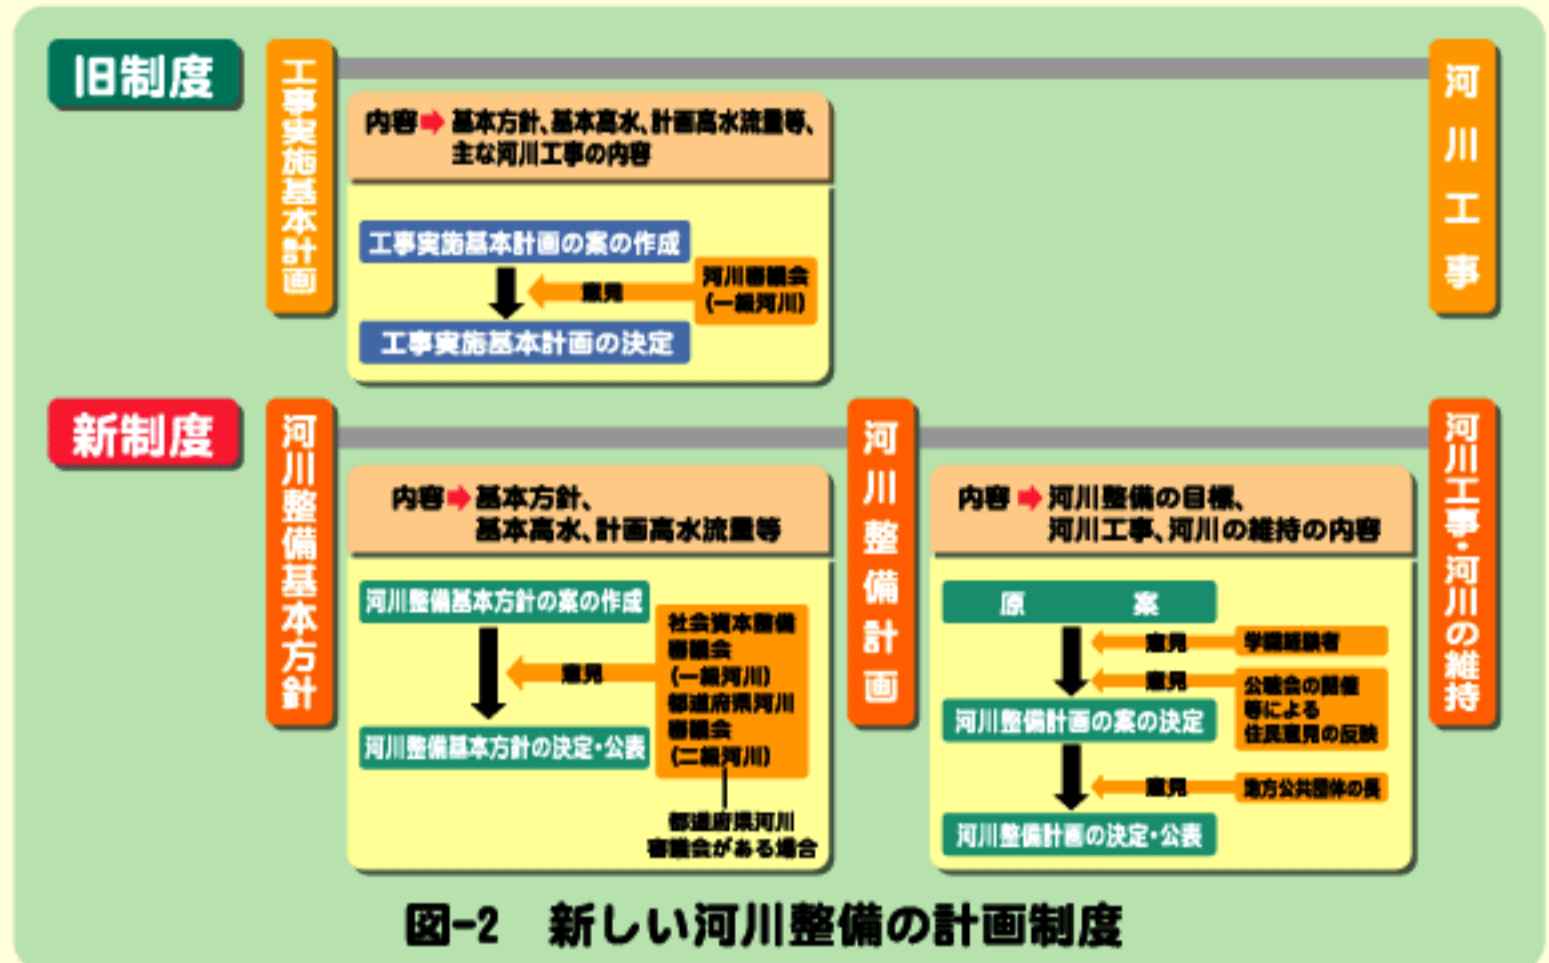 旧制度
工事実施基本計画
内容➡基本方針、基本高水、計画高水流量等、
主な河川工事の内容
工事実施基本計画の案の作成
意見
河川審議会
(一級河川)
工事実施基本計画の決定
河川工事
新制度
河川整備基本方針
内容➡基本方針、
基本高水、計画高水流量等
河川整備基本方針の案の作成
意見
社会資本整備
審議会
(一級河川)
都道府県河川
審議会
(二級河川)
河川整備基本方針の決定・公表
都道府県河川
審議会がある場合
河川整備計画
内容➡河川整備の目標、
河川工事、河川の維持の内容
原 案
意見
学識経験者
意見
公聴会の開催
等による
住民意見の反映
河川整備計画の案の決定
意見
地方公共団体の長
河川整備計画の決定・公表
河川工事・河川の維持
図-2 新しい河川整備の計画制度